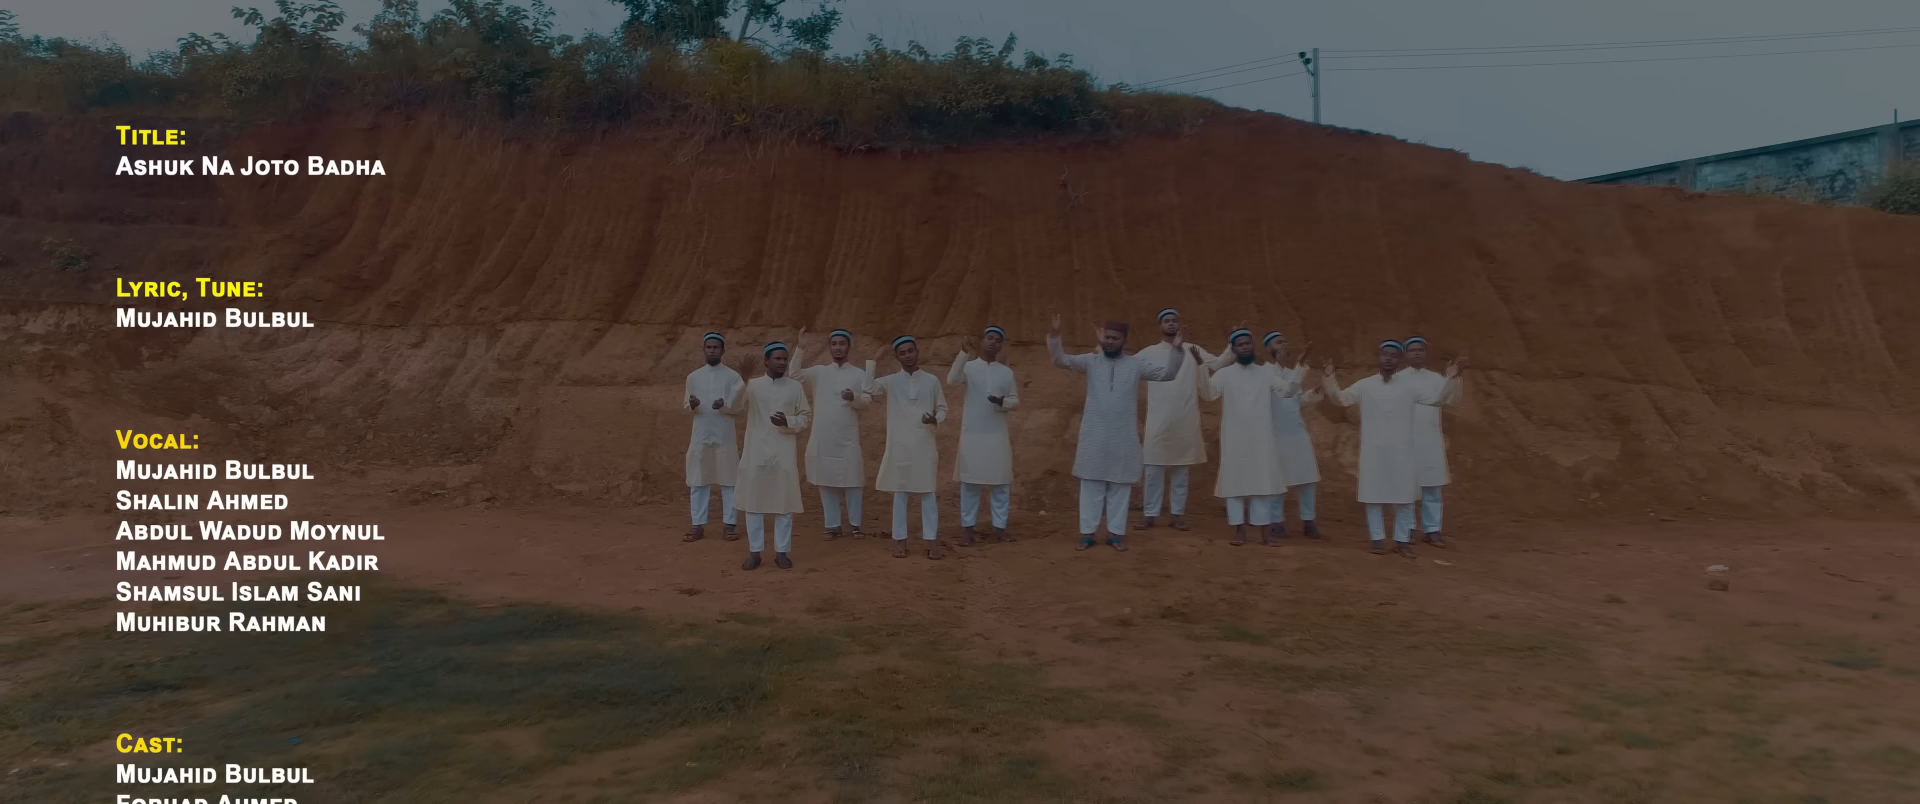 Title:
Ashuk Na Joto Badha
Lyric, Tune:
Mujahid Bulbul
Vocal:
Mujahid Bulbul
Shalin Ahmed
Abdul Wadud Moynul
Mahmud Abdul Kadir
Shamsul Islam Sani
Muhibur Rahman
Cast:
Mujahid Bulbul
Ahmed